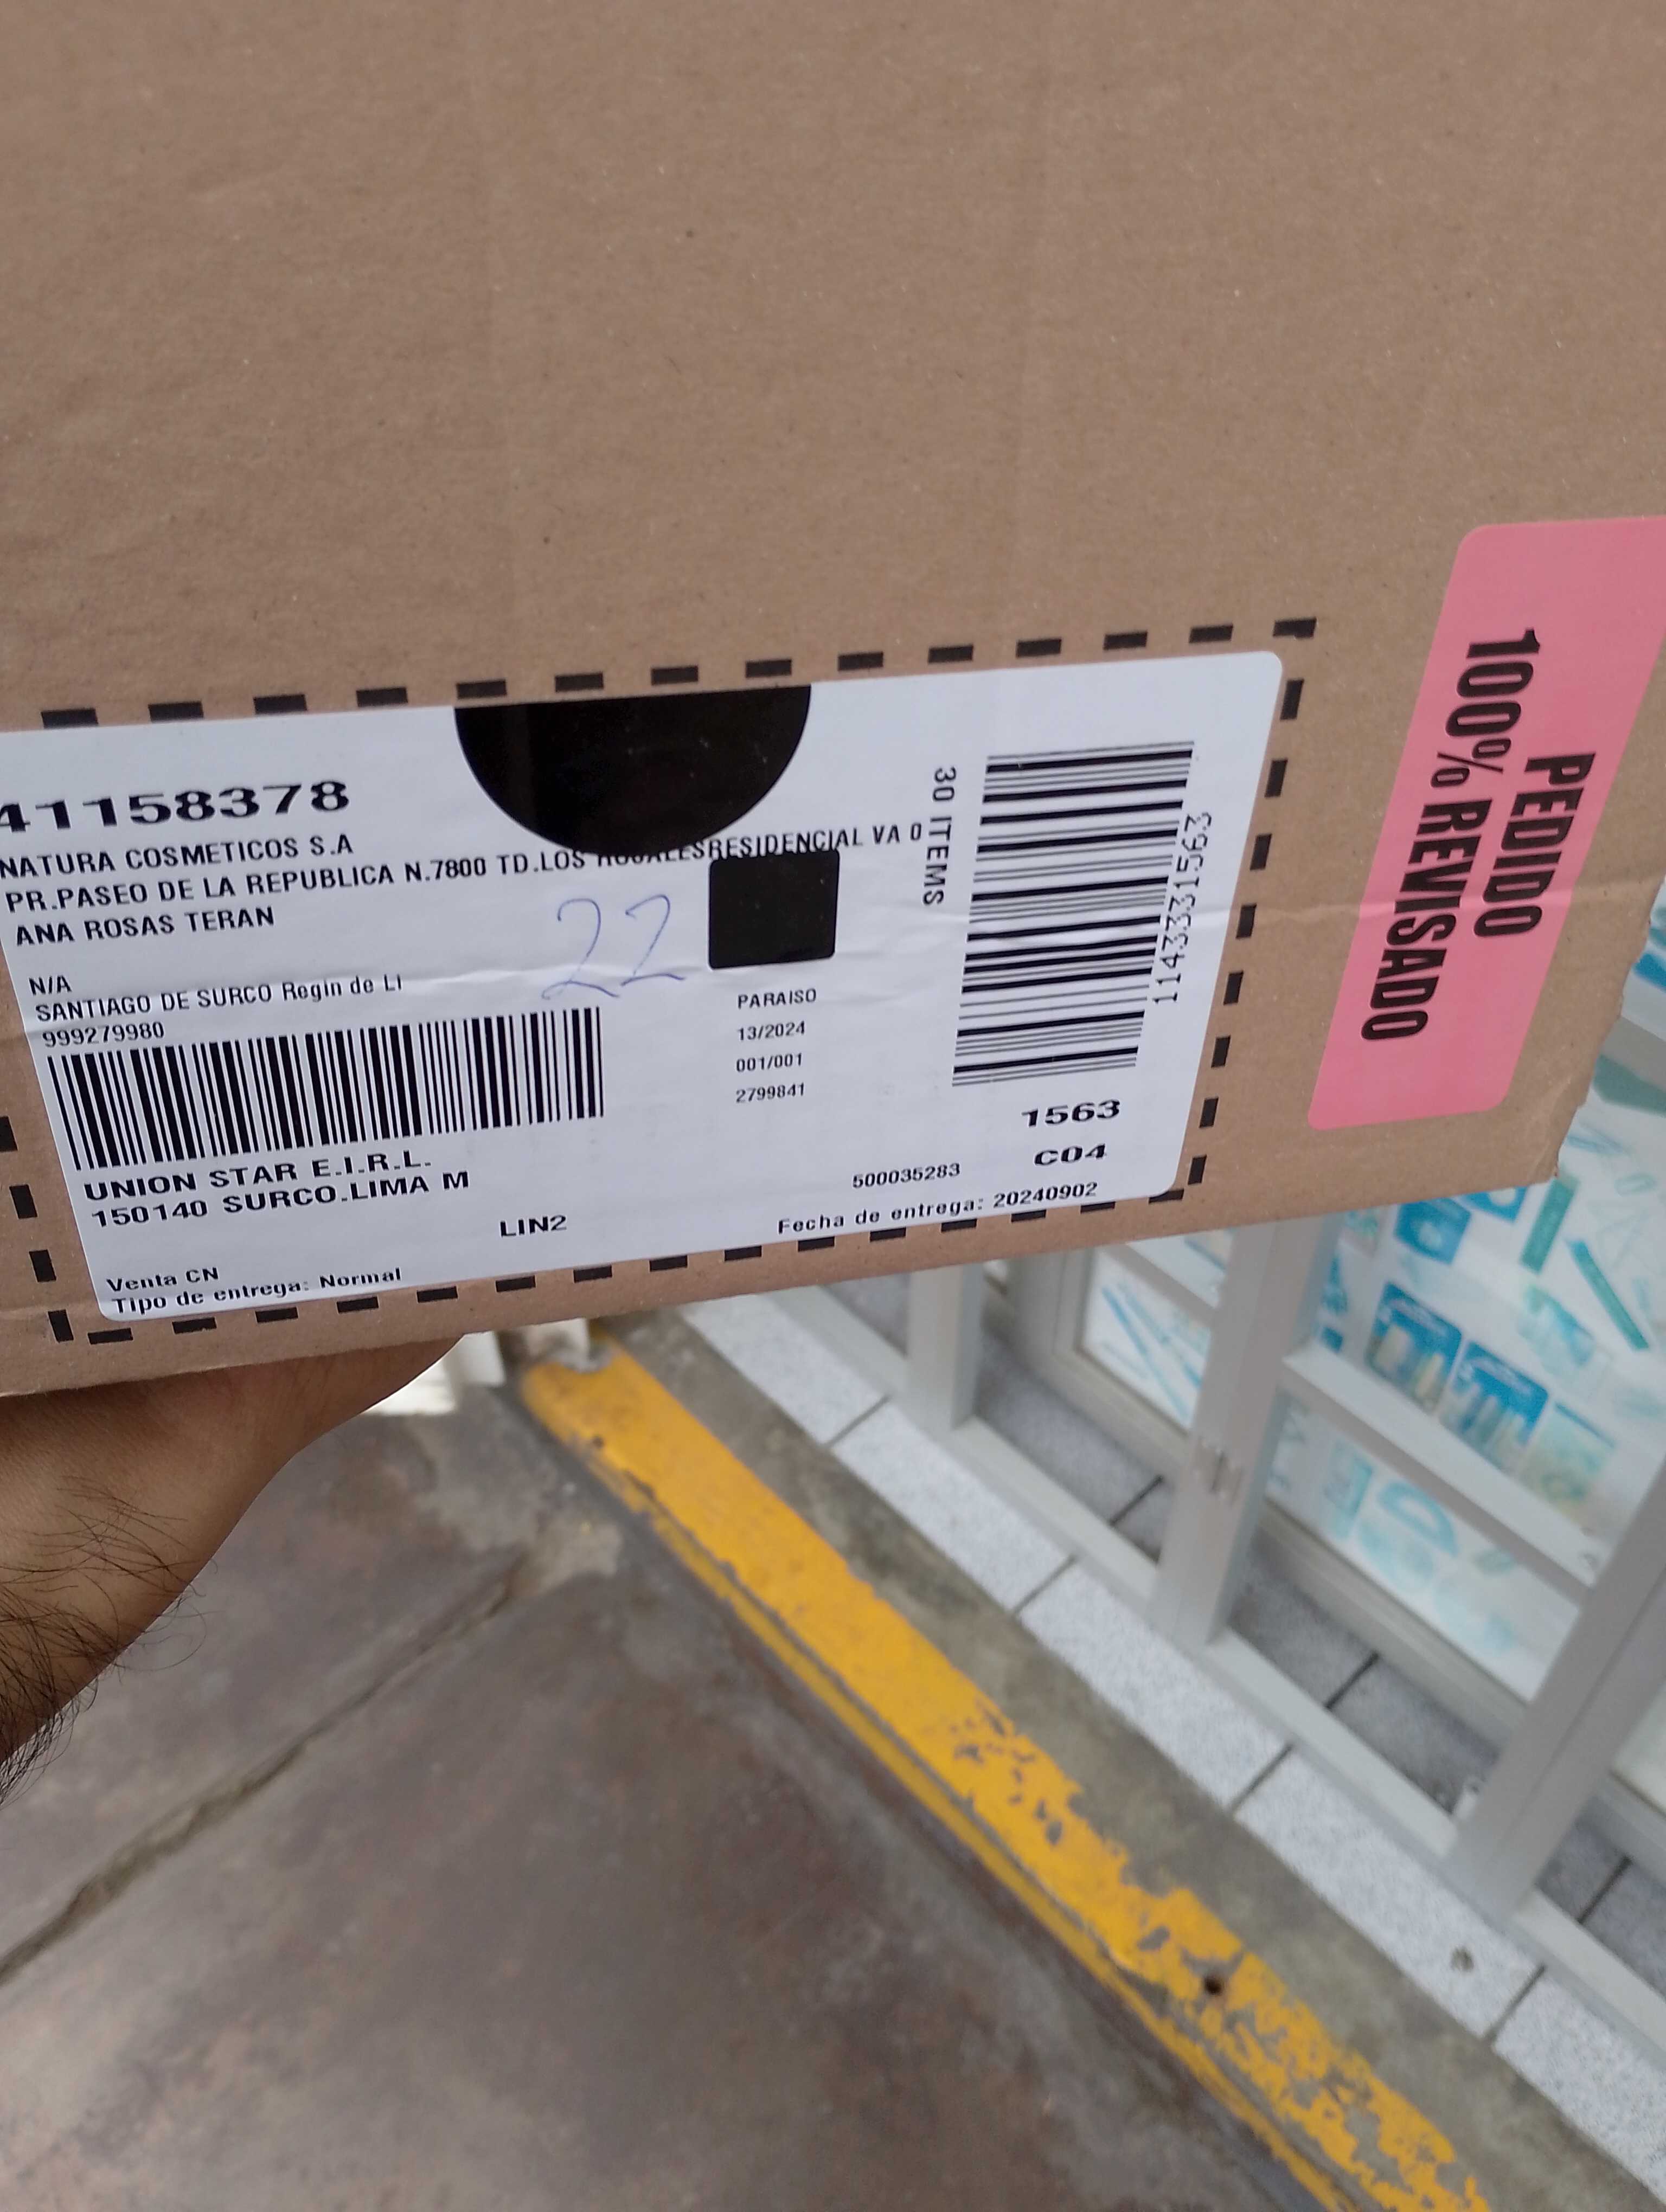 41158378
NATURA COSMETICOS S.A
PR.PASEO DE LA REPUBLICA N.7800 TD.LOS RESIDENCIAL VA 0
ANA ROSAS TERAN
22
N/A
SANTIAGO DE SURCO Regin de Li
999279980
UNION STAR E.I.R.L.
150140 SURCO.LIMA M
LIN2
Venta CN
Tipo de entrega: Normal
PARAISO
13/2024
001/001
2799841
30 ITEMS
1143331563
1563
C04
500035283
Fecha de entrega: 20240902
PEDIDO
100% REVISADO